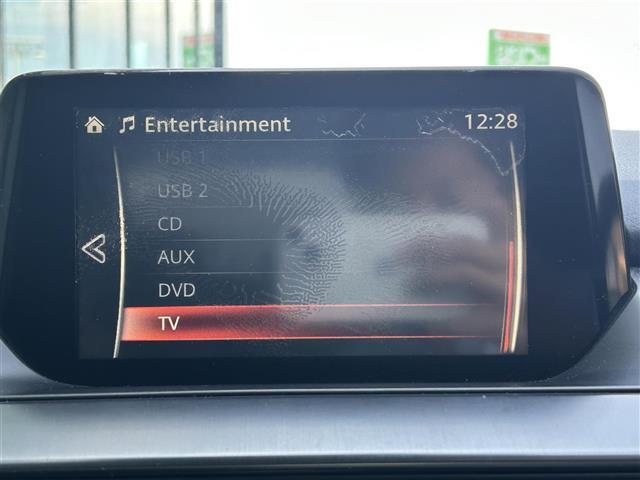 Entertainment 12:28
USB 1
USB 2
CD
AUX
DVD
TV